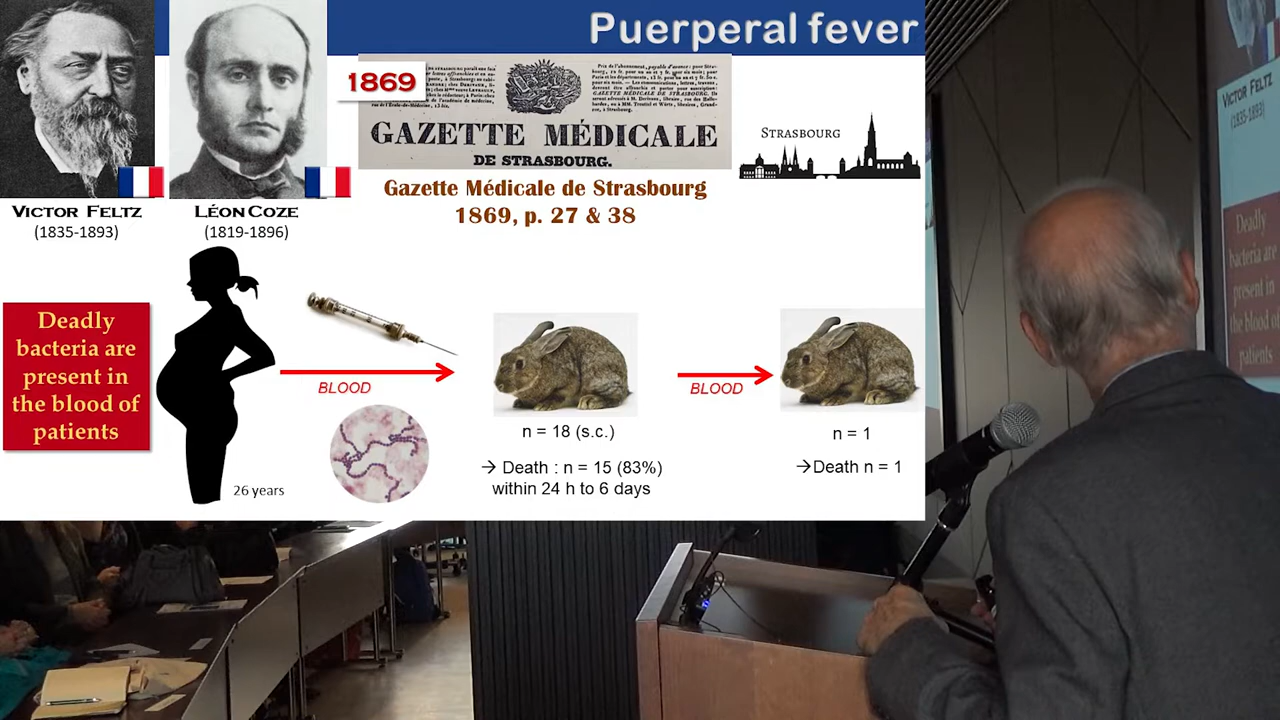 Puerperal fever
1869
GAZETTE MÉDICALE
DE STRASBOURG.
Gazette Médicale de Strasbourg
1869, p. 27 & 38
STRASBOURG
VICTOR FELTZ
(1835-1893)
LÉON COZE
(1819-1896)
Deadly
bacteria are
present in
the blood of
patients
26 years
BLOOD
n = 18 (s.c.)
→ Death : n = 15 (83%)
within 24 h to 6 days
BLOOD
n = 1
→Death n = 1
VICTOR FELTZ
(1835-1893)
Deadly
bacteria are
present in
the blood of
patients